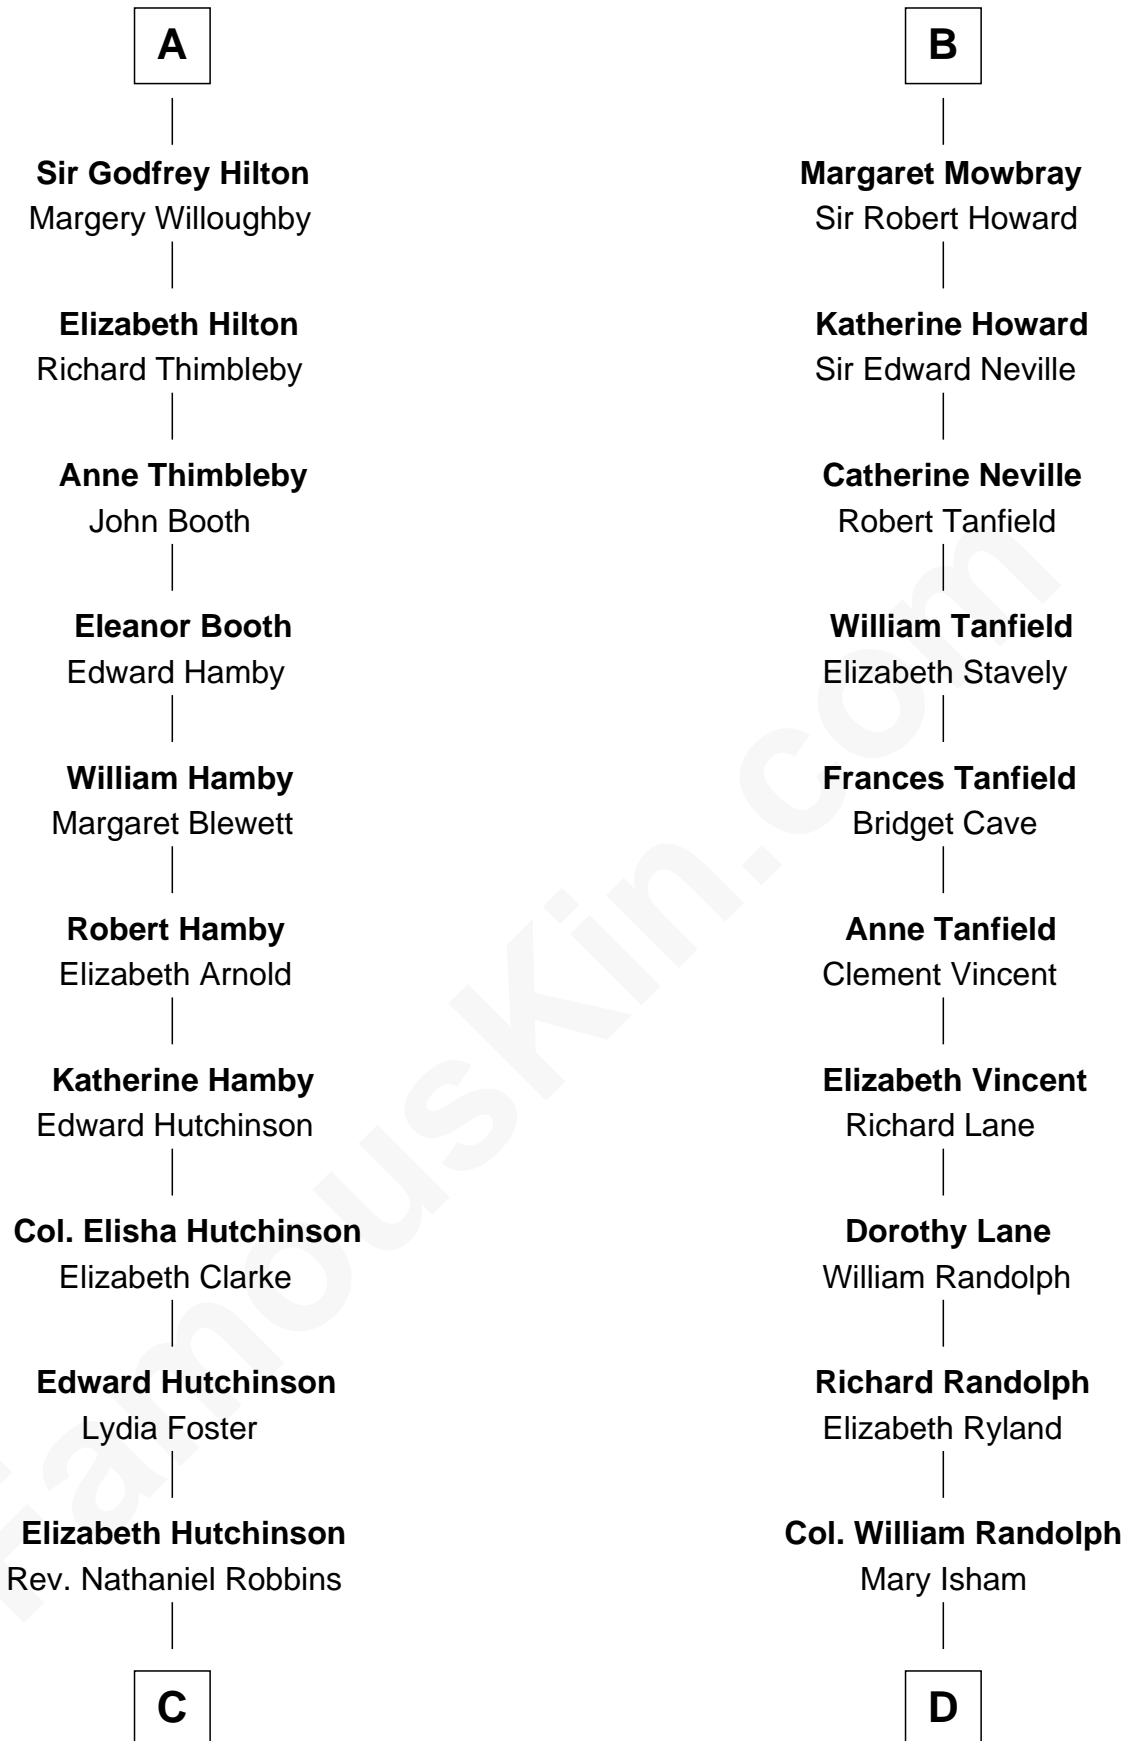 A
Sir Godfrey Hilton
Margery Willoughby
Elizabeth Hilton
Richard Thimbleby
Anne Thimbleby
John Booth
Eleanor Booth
Edward Hamby
William Hamby
Margaret Blewett
Robert Hamby
Elizabeth Arnold
Katherine Hamby
Edward Hutchinson
Col. Elisha Hutchinson
Elizabeth Clarke
Edward Hutchinson
Lydia Foster
Elizabeth Hutchinson
Rev. Nathaniel Robbins
C
B
Margaret Mowbray
Sir Robert Howard
Katherine Howard
Sir Edward Neville
Catherine Neville
Robert Tanfield
William Tanfield
Elizabeth Stavely
Frances Tanfield
Bridget Cave
Anne Tanfield
Clement Vincent
Elizabeth Vincent
Richard Lane
Dorothy Lane
William Randolph
Richard Randolph
Elizabeth Ryland
Col. William Randolph
Mary Isham
D
FamousKin.com